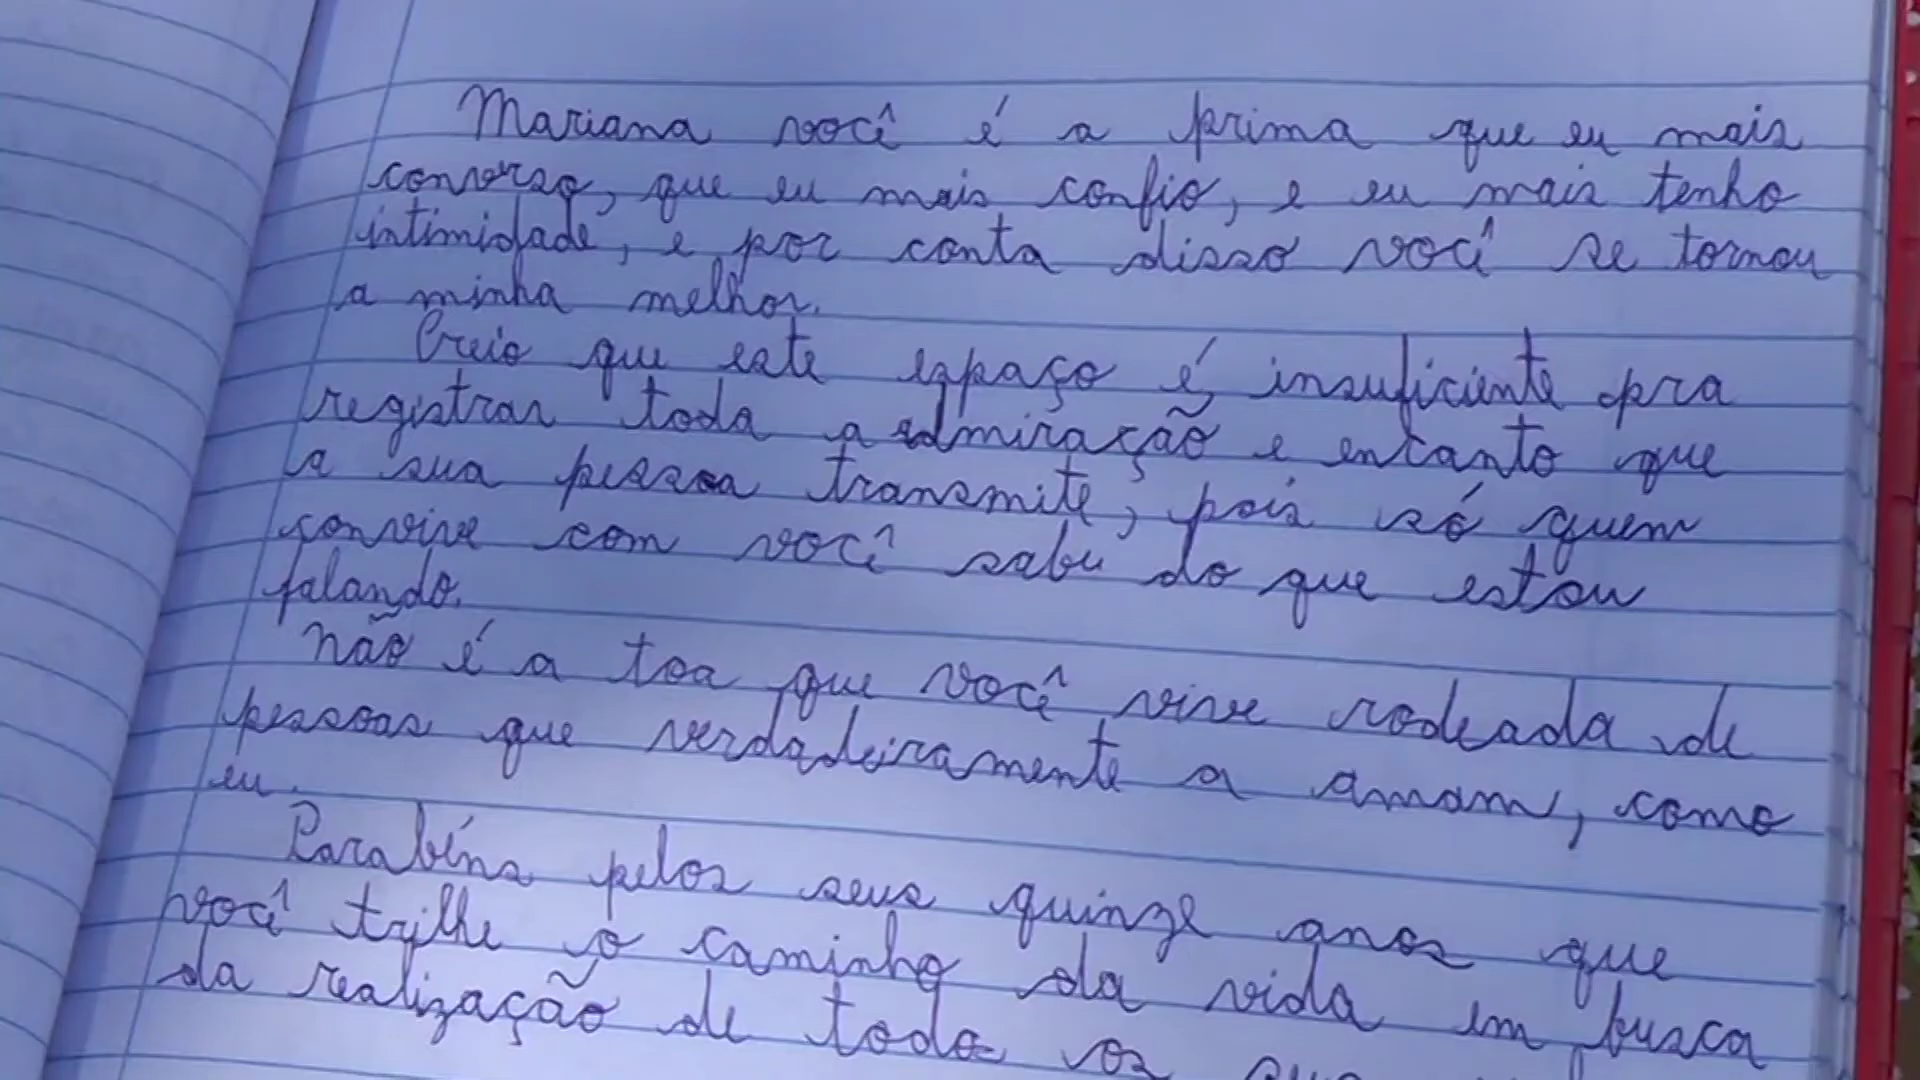 Mariana você é a prima que eu mais
converso, que eu mais confio, e eu mais tenho
intimidade, e por conta disso você se tornou
a minha melhor.
Creio que este espaço é insuficiente pra
registrar toda a admiração e encanto que
a sua pessoa transmite, pois só quem
convive com você sabe do que estou
falando.
Não é a toa que você vive rodeada de
pessoas que verdadeiramente a amam, como
eu.
Parabéns pelos seus quinze anos que
você trilhe o caminho da vida em busca
da realização de todo os